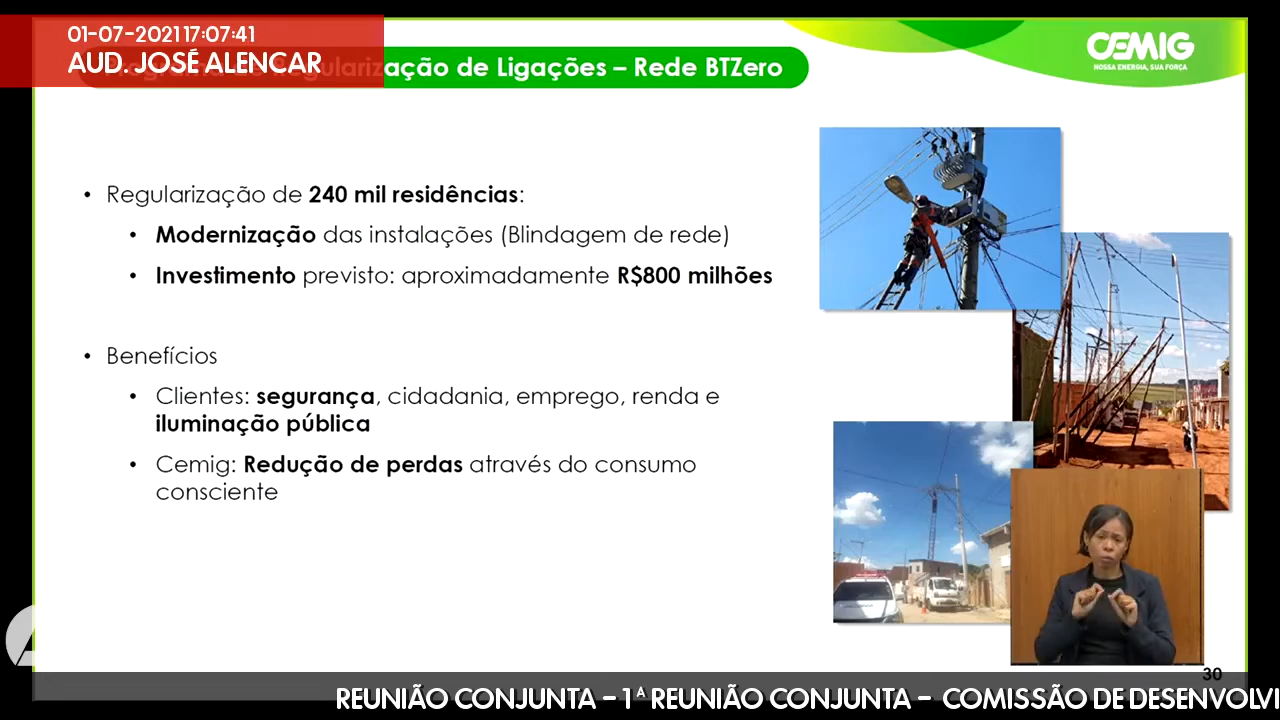 01-07-2021 17:07:41
AUD. JOSÉ ALENCAR
ação de Ligações – Rede BTZero
CEMIG
NOSSA ENERGIA, SUA FORÇA
• Regularização de 240 mil residências:
• Modernização das instalações (Blindagem de rede)
• Investimento previsto: aproximadamente R$800 milhões
• Benefícios
• Clientes: segurança, cidadania, emprego, renda e
iluminação pública
• Cemig: Redução de perdas através do consumo
consciente
30
REUNIÃO CONJUNTA – 1ª REUNIÃO CONJUNTA – COMISSÃO DE DESENVOLVI